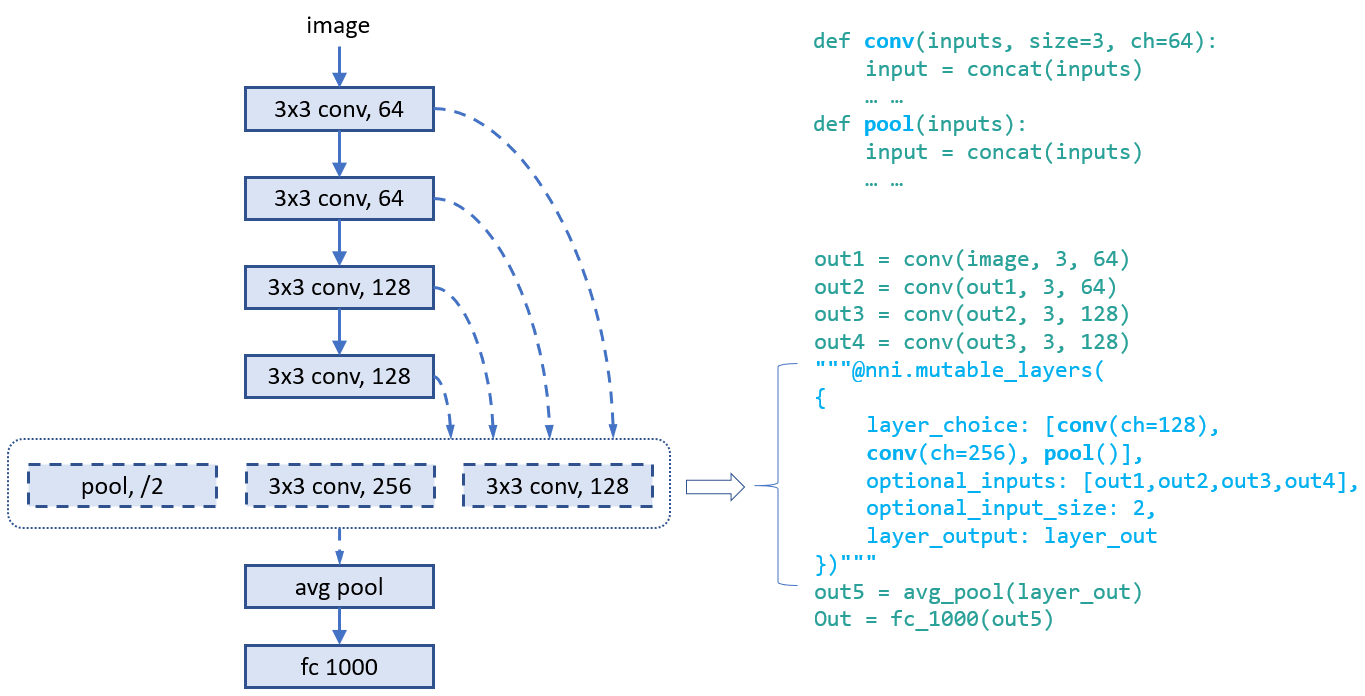 image
3x3 conv, 64
3x3 conv, 64
3x3 conv, 128
3x3 conv, 128
pool, /2
3x3 conv, 256
3x3 conv, 128
avg pool
fc 1000
def conv(inputs, size=3, ch=64):
    input = concat(inputs)
    … …
def pool(inputs):
    input = concat(inputs)
    … …
out1 = conv(image, 3, 64)
out2 = conv(out1, 3, 64)
out3 = conv(out2, 3, 128)
out4 = conv(out3, 3, 128)
"""@nni.mutable_layers(
{
    layer_choice: [conv(ch=128),
    conv(ch=256), pool()],
    optional_inputs: [out1,out2,out3,out4],
    optional_input_size: 2,
    layer_output: layer_out
})"""
out5 = avg_pool(layer_out)
Out = fc_1000(out5)